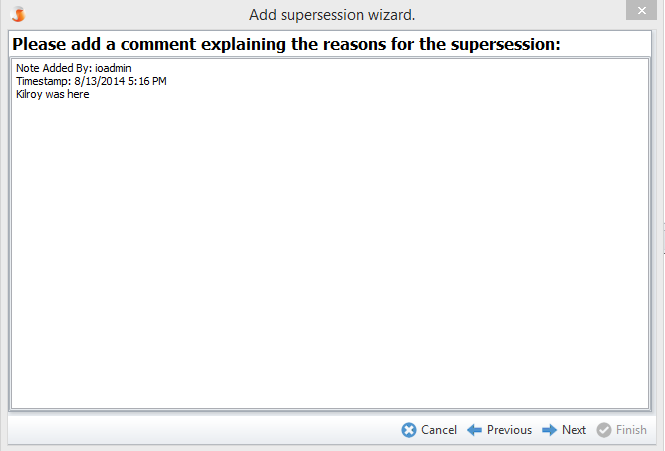 Add supersession wizard.
Please add a comment explaining the reasons for the supersession:
Note Added By: ioadmin
Timestamp: 8/13/2014 5:16 PM
Kilroy was here
Cancel Previous Next Finish